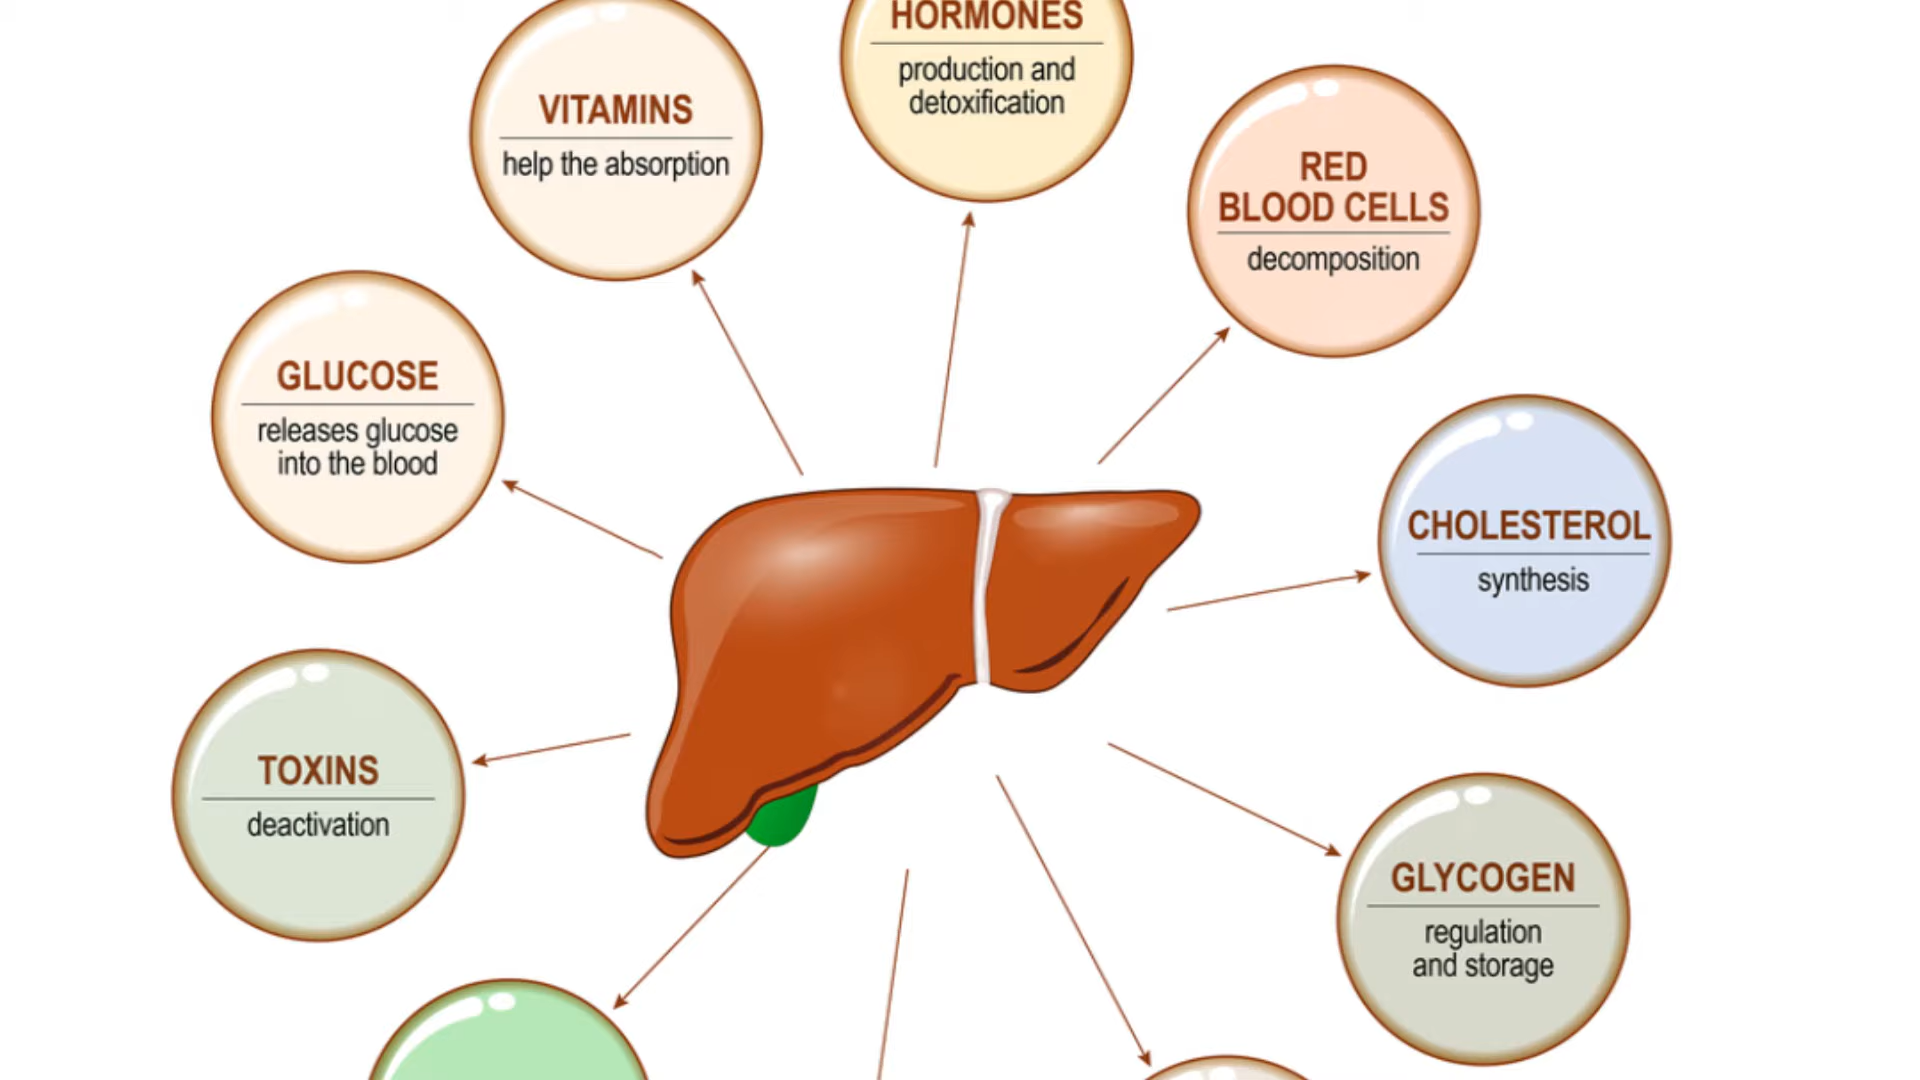 HORMONES
production and
detoxification
VITAMINS
help the absorption
RED
BLOOD CELLS
decomposition
GLUCOSE
releases glucose
into the blood
CHOLESTEROL
synthesis
TOXINS
deactivation
GLYCOGEN
regulation
and storage